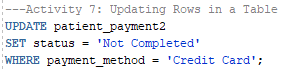 ---Activity 7: Updating Rows in a Table
UPDATE patient_payment2
SET status = 'Not Completed'
WHERE payment_method = 'Credit Card';